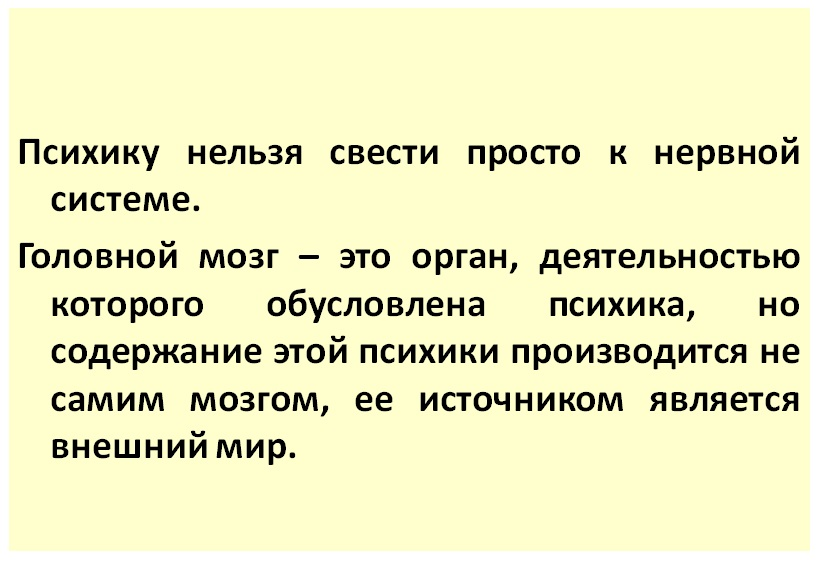 Психику нельзя свести просто к нервной
системе.
Головной мозг – это орган, деятельностью
которого обусловлена психика, но
содержание этой психики производится не
самим мозгом, ее источником является
внешний мир.